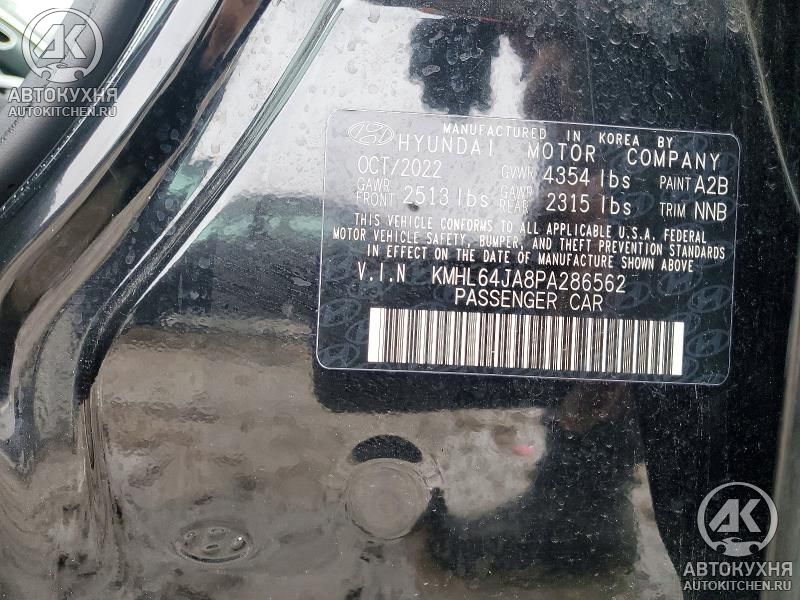 АК
АВТОКУХНЯ
AUTOKITCHEN.RU
MANUFACTURED IN KOREA BY
HYUNDAI MOTOR COMPANY
OCT/2022 GVWR 4354 lbs PAINT A2B
GAWR FRONT 2513 lbs GAWR REAR 2315 lbs TRIM NNB
THIS VEHICLE CONFORMS TO ALL APPLICABLE U.S.A. FEDERAL
MOTOR VEHICLE SAFETY, BUMPER, AND THEFT PREVENTION STANDARDS
IN EFFECT ON THE DATE OF MANUFACTURE SHOWN ABOVE
V.I.N KMHL64JA8PA286562
PASSENGER CAR
АК
АВТОКУХНЯ
AUTOKITCHEN.RU